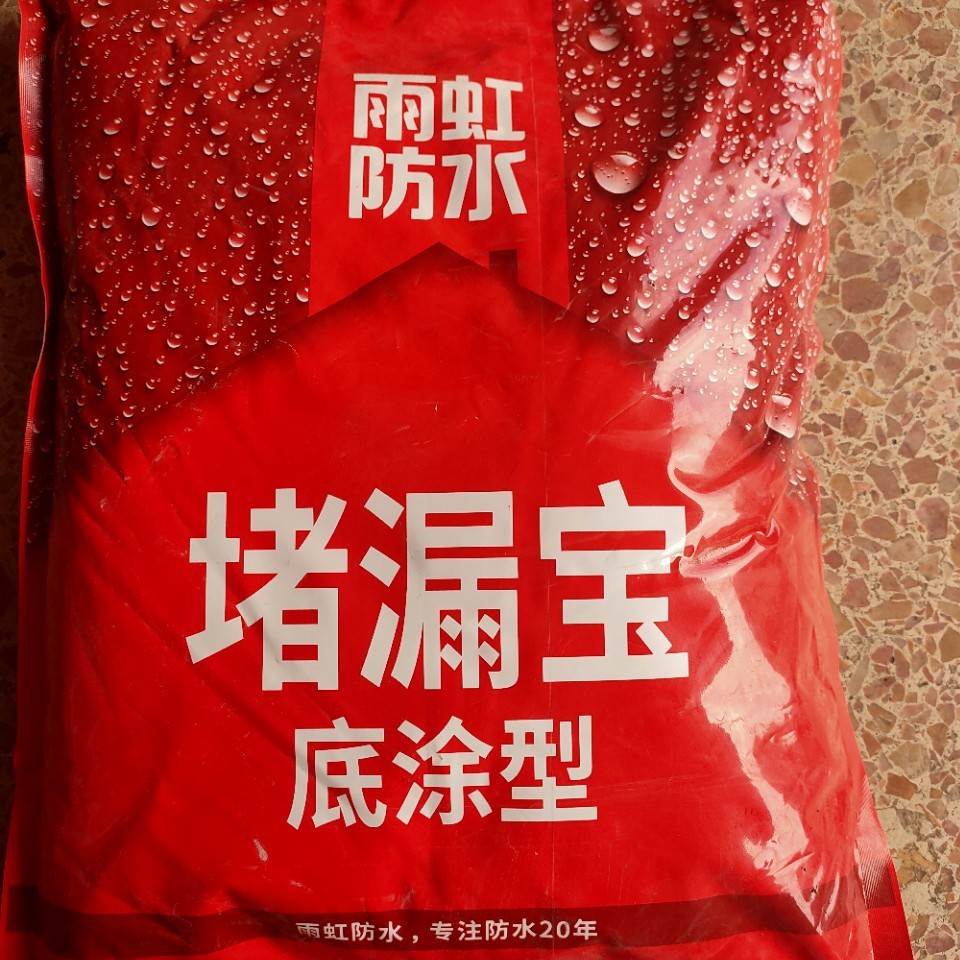 雨虹
防水
堵漏宝
底涂型
雨虹防水，专注防水20年